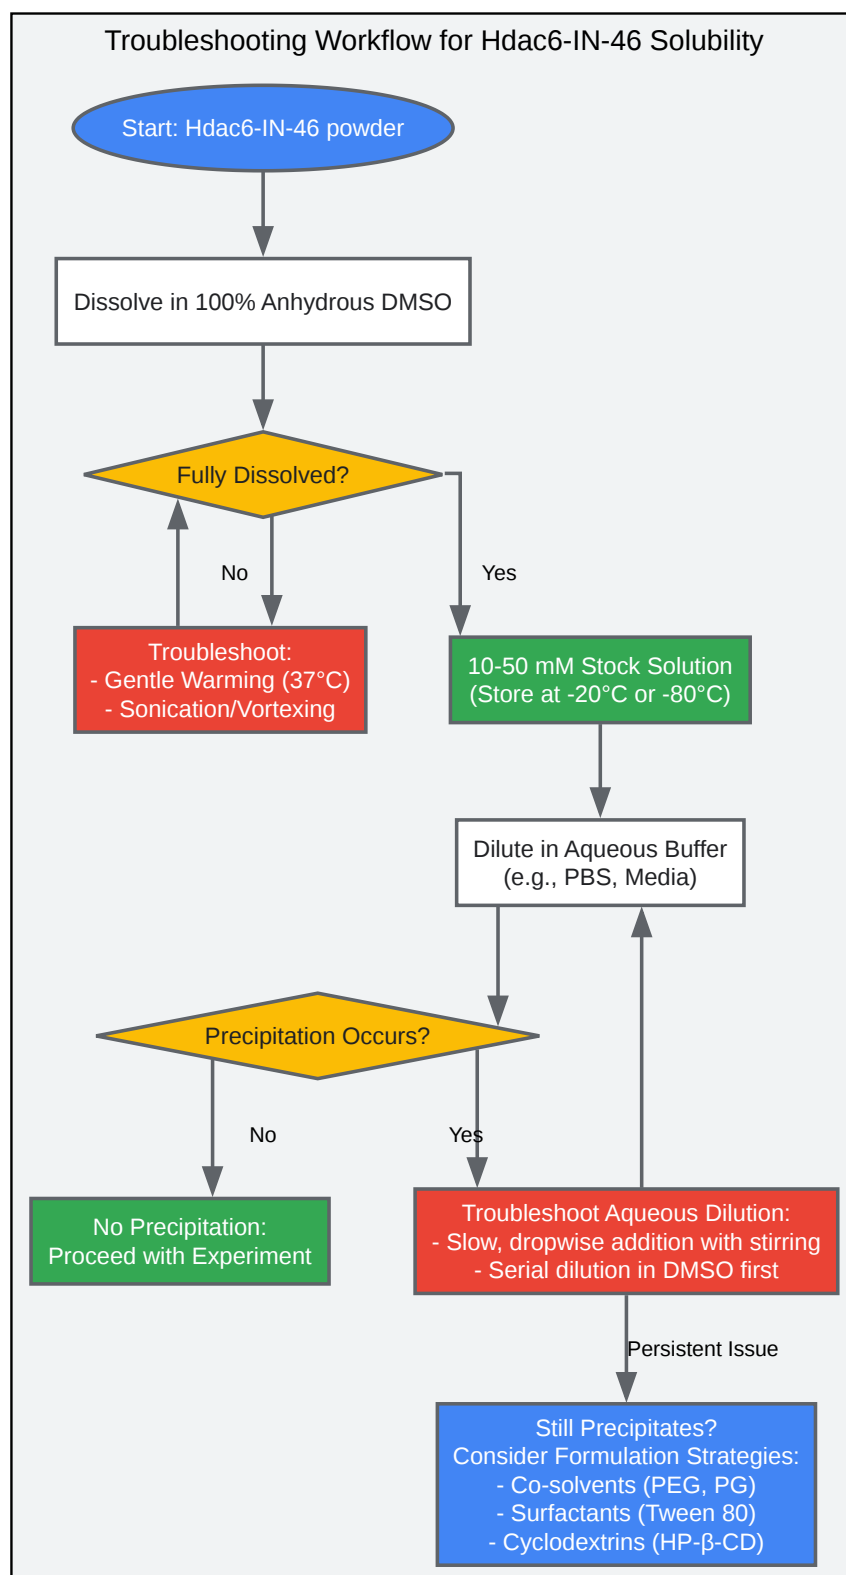 Troubleshooting Workflow for Hdac6-IN-46 Solubility
Start: Hdac6-IN-46 powder
Dissolve in 100% Anhydrous DMSO
Fully Dissolved?
No
Yes
Troubleshoot:
- Gentle Warming (37°C)
- Sonication/Vortexing
10-50 mM Stock Solution
(Store at -20°C or -80°C)
Dilute in Aqueous Buffer
(e.g., PBS, Media)
Precipitation Occurs?
No
Yes
No Precipitation:
Proceed with Experiment
Troubleshoot Aqueous Dilution:
- Slow, dropwise addition with stirring
- Serial dilution in DMSO first
Persistent Issue
Still Precipitates?
Consider Formulation Strategies:
- Co-solvents (PEG, PG)
- Surfactants (Tween 80)
- Cyclodextrins (HP-β-CD)